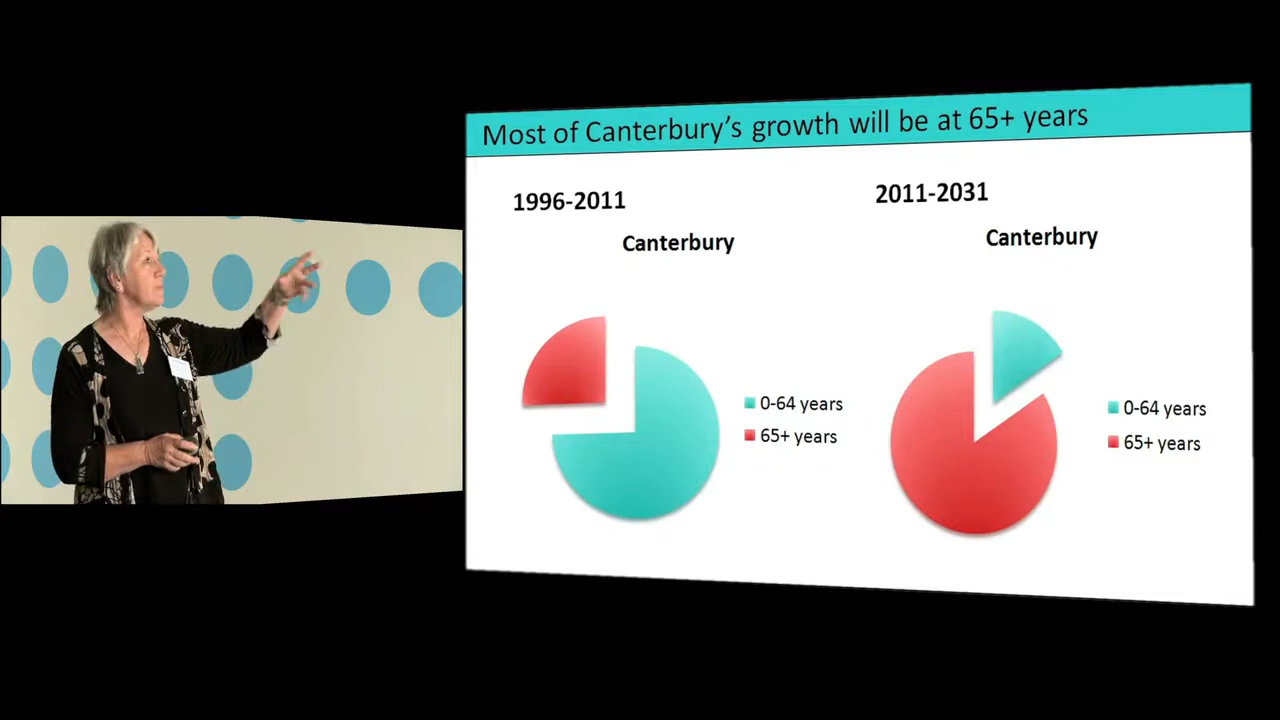 Most of Canterbury's growth will be at 65+ years
1996-2011
Canterbury
0-64 years
65+ years
2011-2031
Canterbury
0-64 years
65+ years